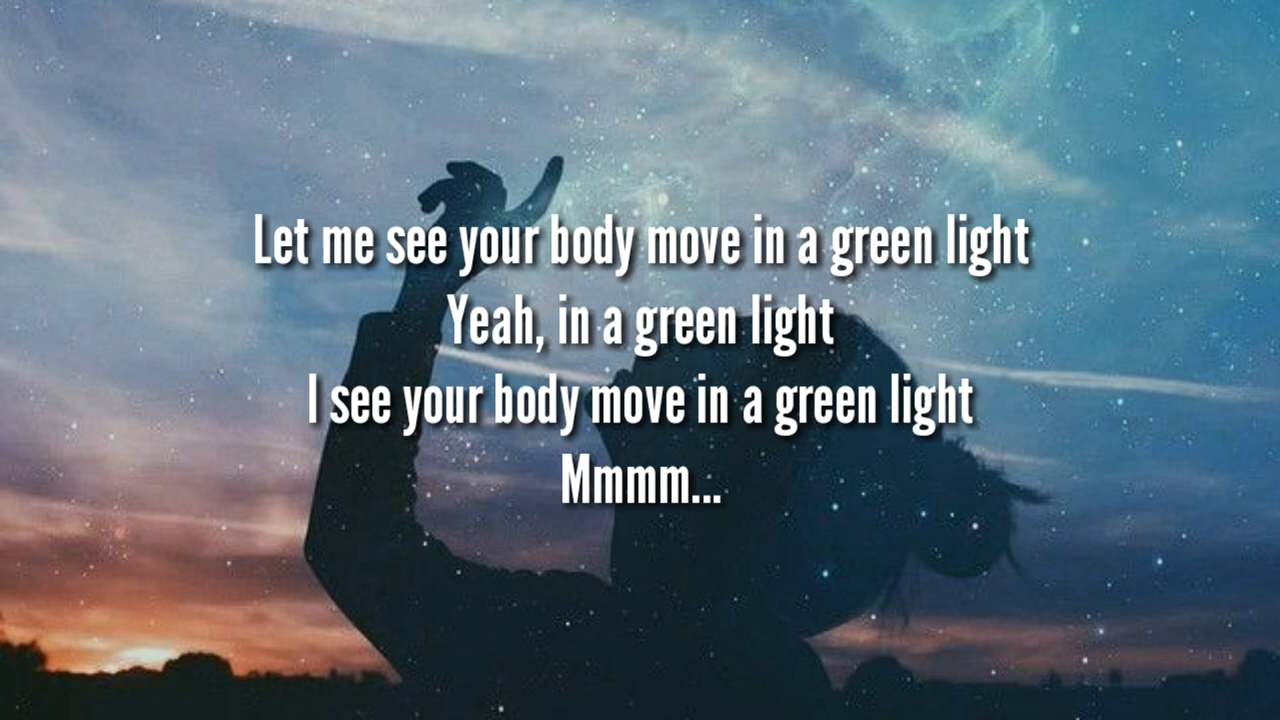 Let me see your body move in a green light
Yeah, in a green light
I see your body move in a green light
Mmmm...